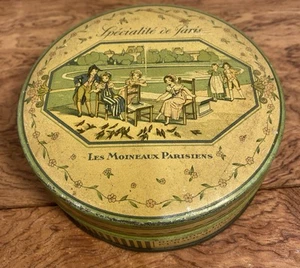 Spécialité de Paris
LES MOINEAUX PARISIENS